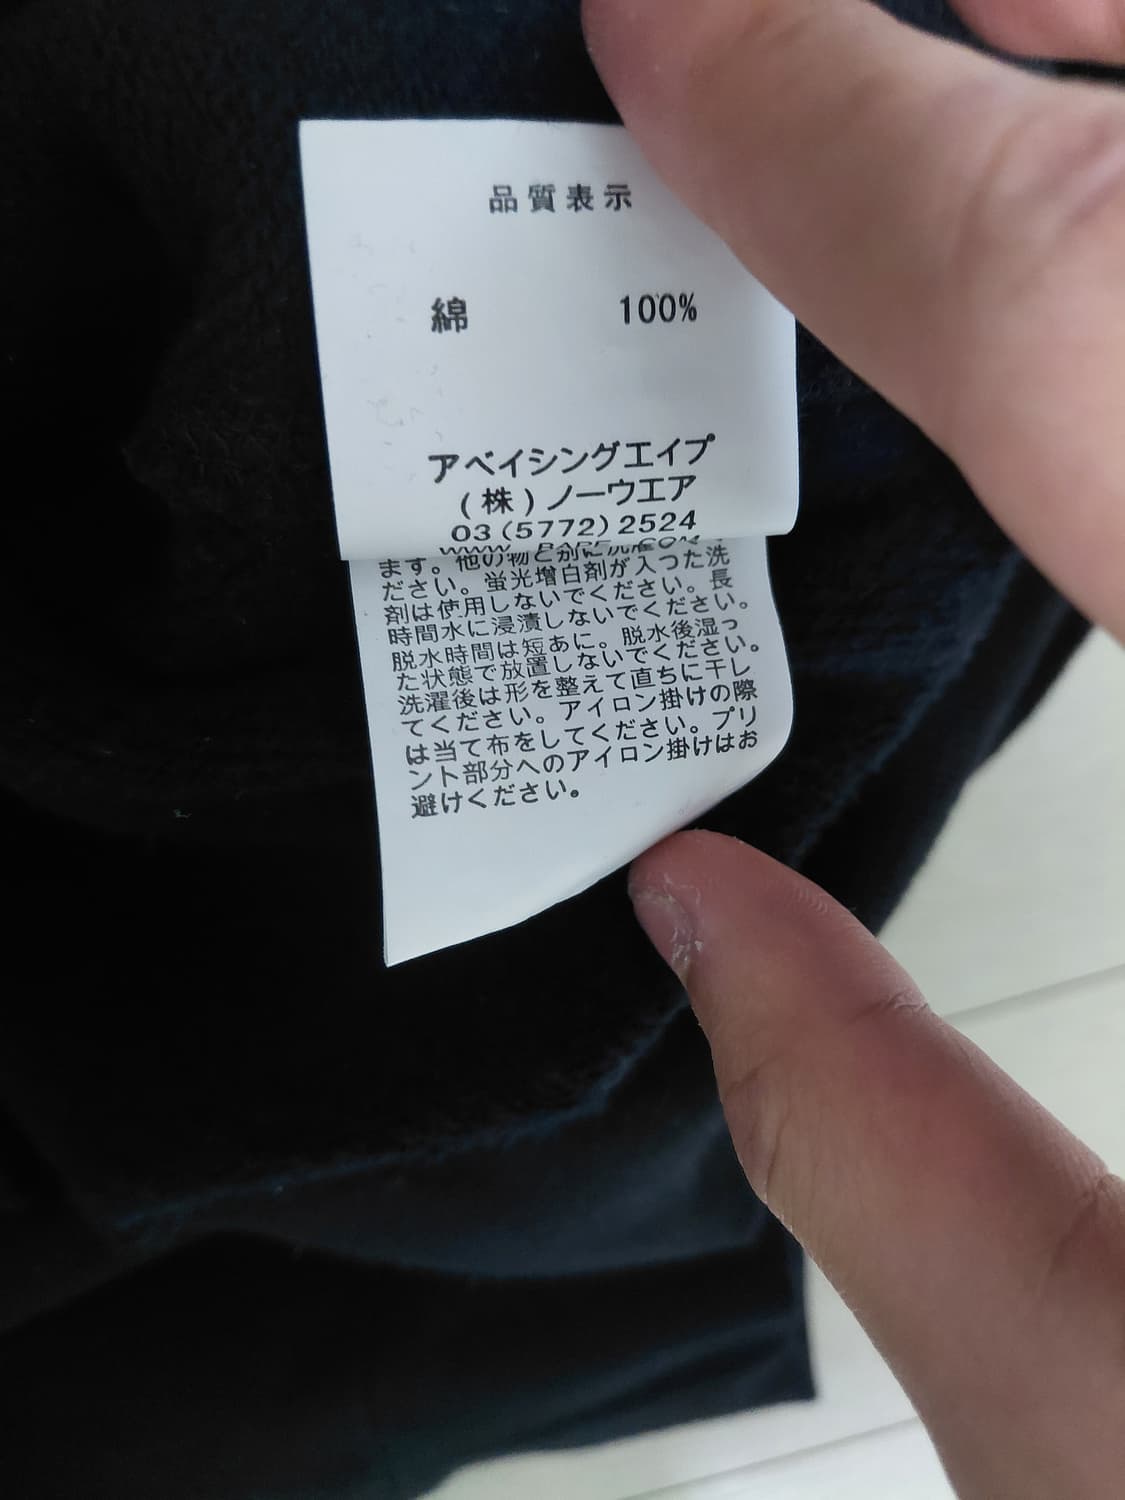 品質表示
綿 100%
アベイシングエイプ
(株)ノーウエア
03(5772)2524
WWW. BAPE. COM
ます。他の物と別に洗濯
ださい。蛍光増白剤が入った洗
剤は使用しないでください。長
時間水に浸漬しないでください。
脱水時間は短めに。脱水後湿っ
た状態で放置しないでください。
洗濯後は形を整えて直ちに干し
てください。アイロン掛けの際
は当て布をしてください。プリ
ント部分へのアイロン掛けはお
避けください。